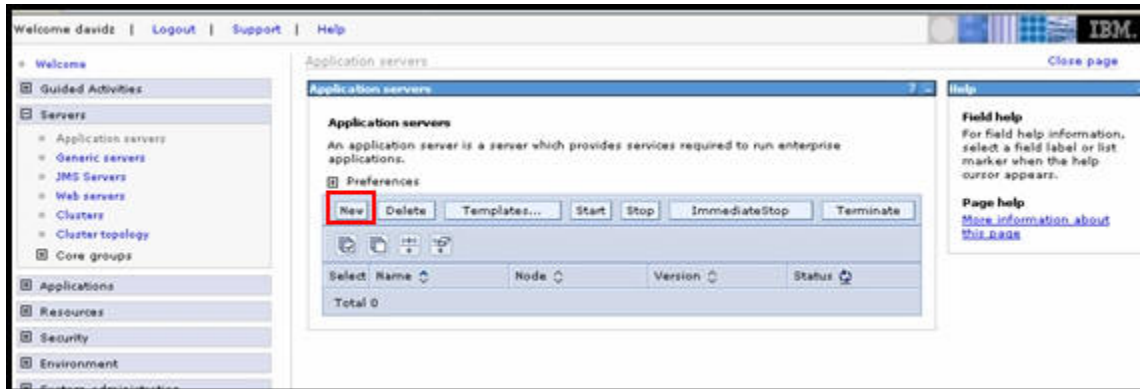 Welcome davidz | Logout | Support | Help
IBM.
Welcome
Guided Activities
Servers
Application servers
Generic servers
JMS Servers
Web servers
Clusters
Cluster topology
Core groups
Applications
Resources
Security
Environment
System administration
Application servers
Close page
Application servers ? _
Application servers
An application server is a server which provides services required to run enterprise
applications.
Preferences
New Delete Templates... Start Stop ImmediateStop Terminate
Select Name Node Version Status
Total 0
Help
Field help
For field help information,
select a field label or list
marker when the help
cursor appears.
Page help
More information about
this page